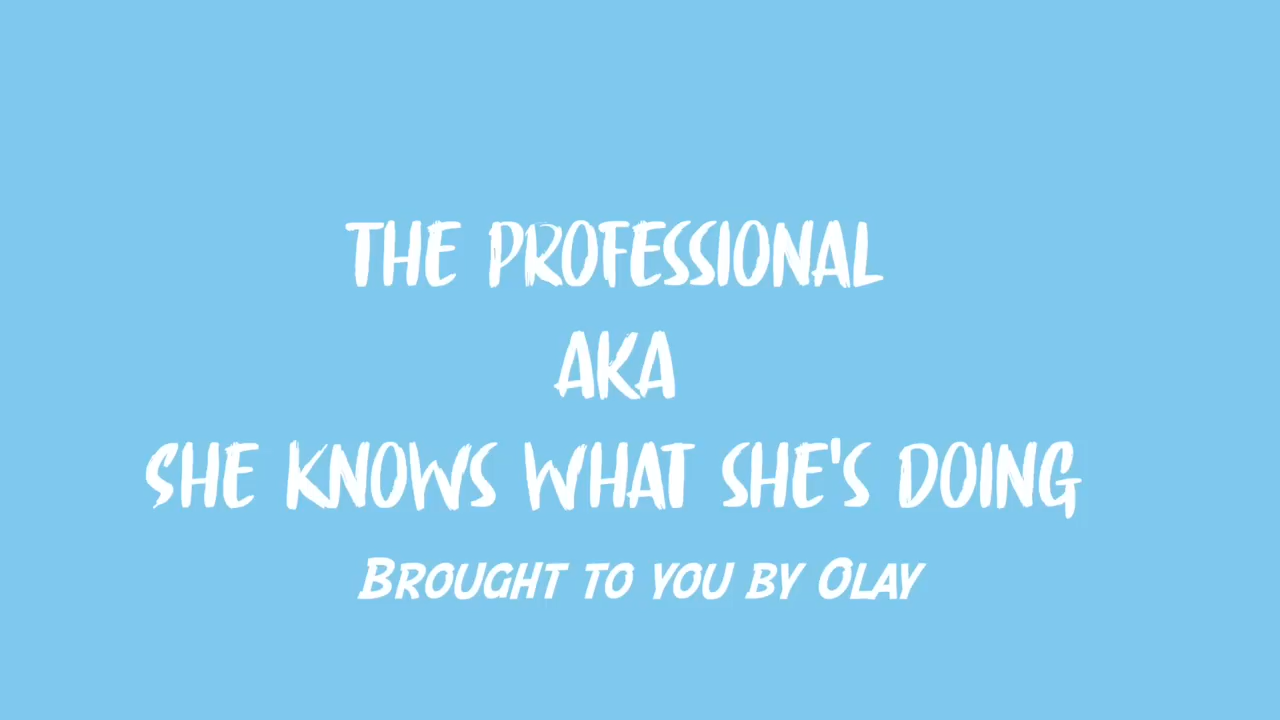 THE PROFESSIONAL
AKA
SHE KNOWS WHAT SHE'S DOING
BROUGHT TO YOU BY OLAY